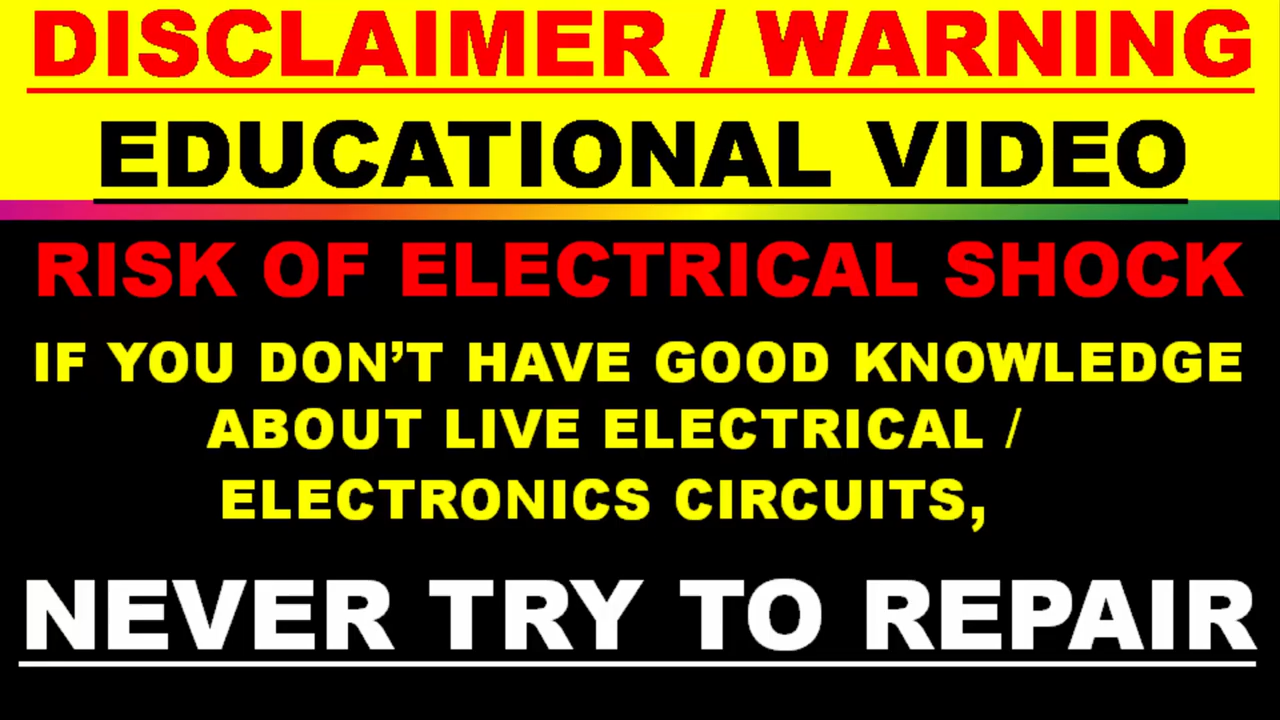 DISCLAIMER / WARNING
EDUCATIONAL VIDEO
RISK OF ELECTRICAL SHOCK
IF YOU DON’T HAVE GOOD KNOWLEDGE
ABOUT LIVE ELECTRICAL /
ELECTRONICS CIRCUITS,
NEVER TRY TO REPAIR